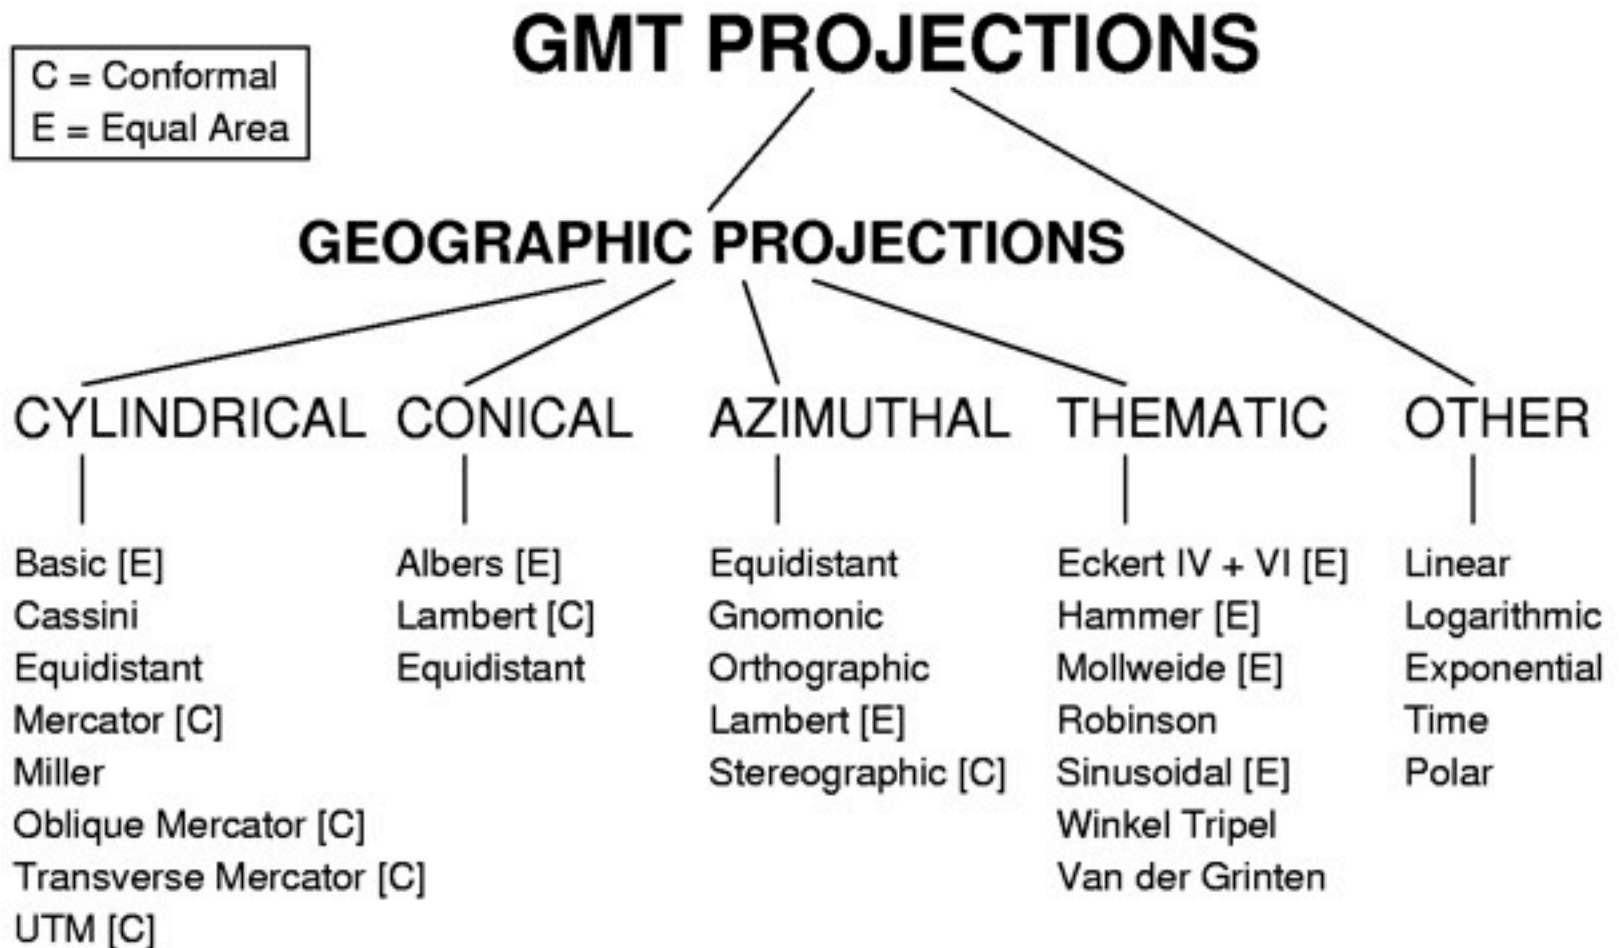 GMT PROJECTIONS
C = Conformal
E = Equal Area
GEOGRAPHIC PROJECTIONS
CYLINDRICAL
Basic [E]
Cassini
Equidistant
Mercator [C]
Miller
Oblique Mercator [C]
Transverse Mercator [C]
UTM [C]
CONICAL
Albers [E]
Lambert [C]
Equidistant
AZIMUTHAL
Equidistant
Gnomonic
Orthographic
Lambert [E]
Stereographic [C]
THEMATIC
Eckert IV + VI [E]
Hammer [E]
Mollweide [E]
Robinson
Sinusoidal [E]
Winkel Tripel
Van der Grinten
OTHER
Linear
Logarithmic
Exponential
Time
Polar